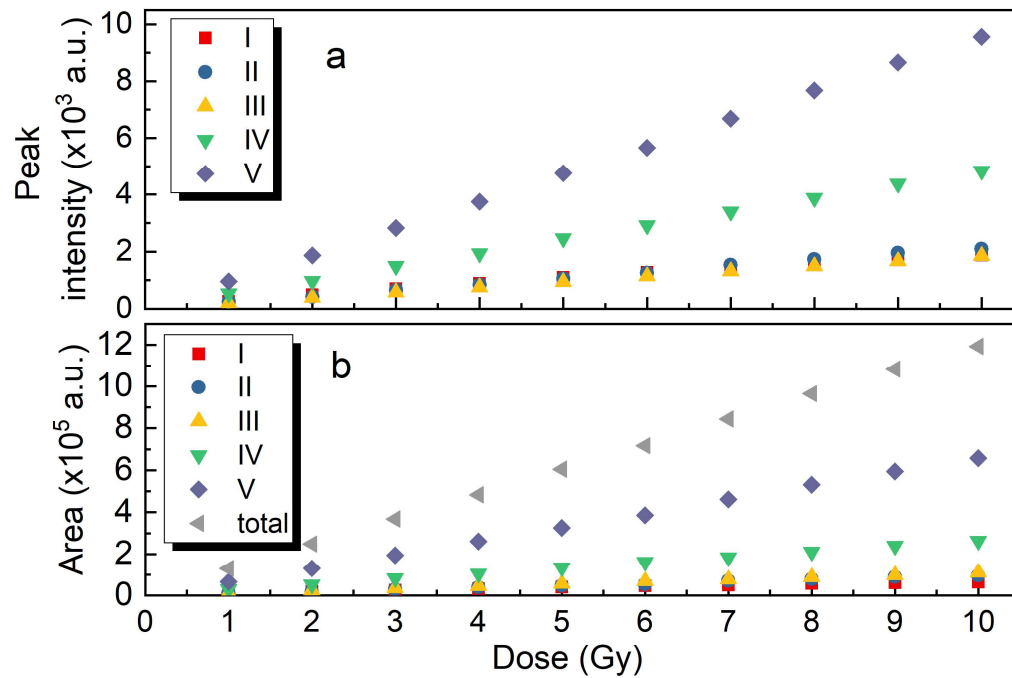 10
8
6
4
2
0
Peak
intensity (x10³ a.u.)
I
II
III
IV
V
a
12
10
8
6
4
2
0
Area (x10⁵ a.u.)
I
II
III
IV
V
total
b
0 1 2 3 4 5 6 7 8 9 10
Dose (Gy)